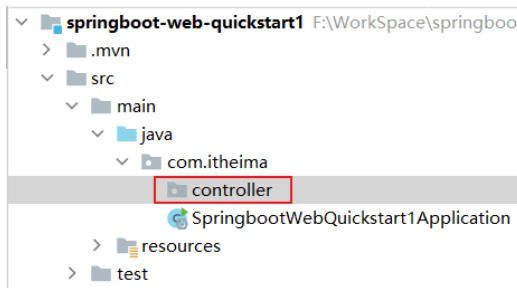 springboot-web-quickstart1 F:\WorkSpace\springboo
.mvn
src
main
java
com.itheima
controller
SpringbootWebQuickstart1Application
resources
test